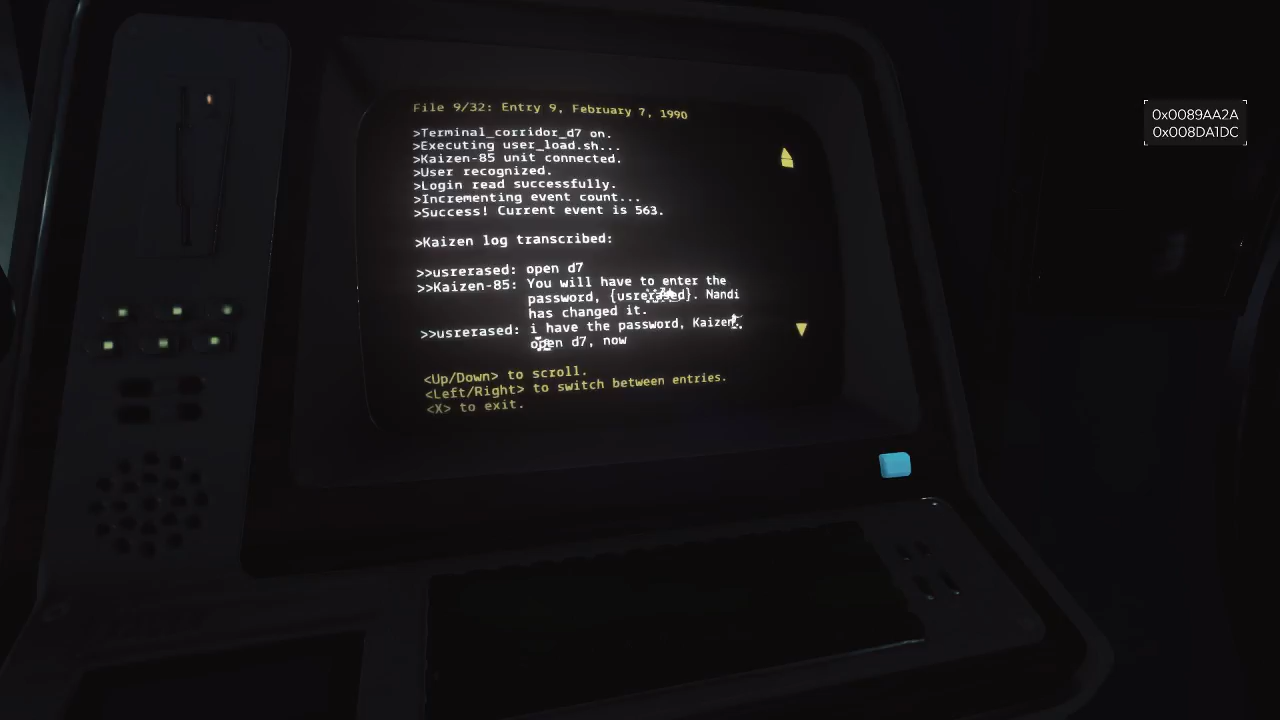 File 9/32: Entry 9, February 7, 1990
>Terminal_corridor_d7 on.
>Executing user_load.sh...
>Kaizen-85 unit connected.
>User recognized.
>Login read successfully.
>Incrementing event count...
>Success! Current event is 563.
>Kaizen log transcribed:
>>usrerased: open d7
>>Kaizen-85: You will have to enter the
password, {usrerased}. Nandi
has changed it.
>>usrerased: i have the password, Kaizen.
open d7, now
<Up/Down> to scroll.
<Left/Right> to switch between entries.
<X> to exit.
0x0089AA2A
0x008DA1DC